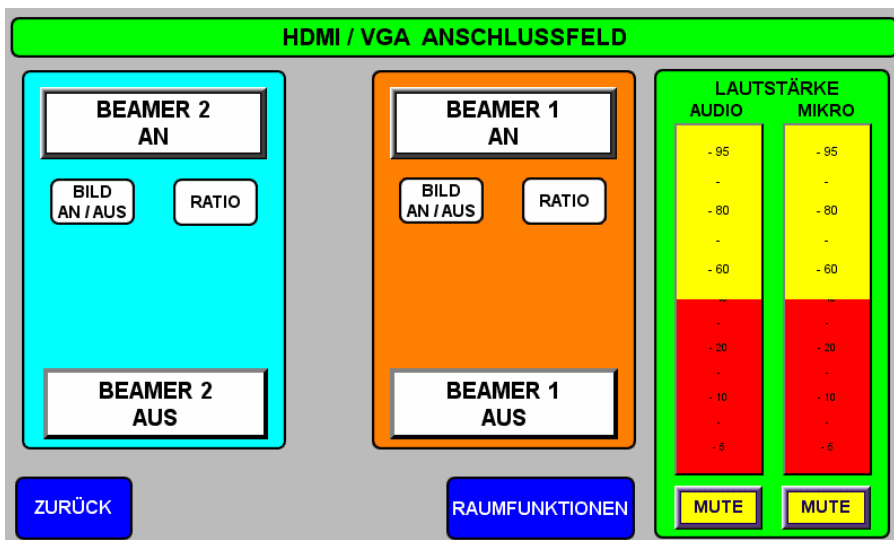 HDMI / VGA ANSCHLUSSFELD
BEAMER 2
AN
BILD
AN / AUS
RATIO
BEAMER 2
AUS
BEAMER 1
AN
BILD
AN / AUS
RATIO
BEAMER 1
AUS
LAUTSTÄRKE
AUDIO
MIKRO
- 95
-
- 80
-
- 60
-
- 20
-
- 10
-
- 5
- 95
-
- 80
-
- 60
-
- 20
-
- 10
-
- 5
MUTE
MUTE
ZURÜCK
RAUMFUNKTIONEN